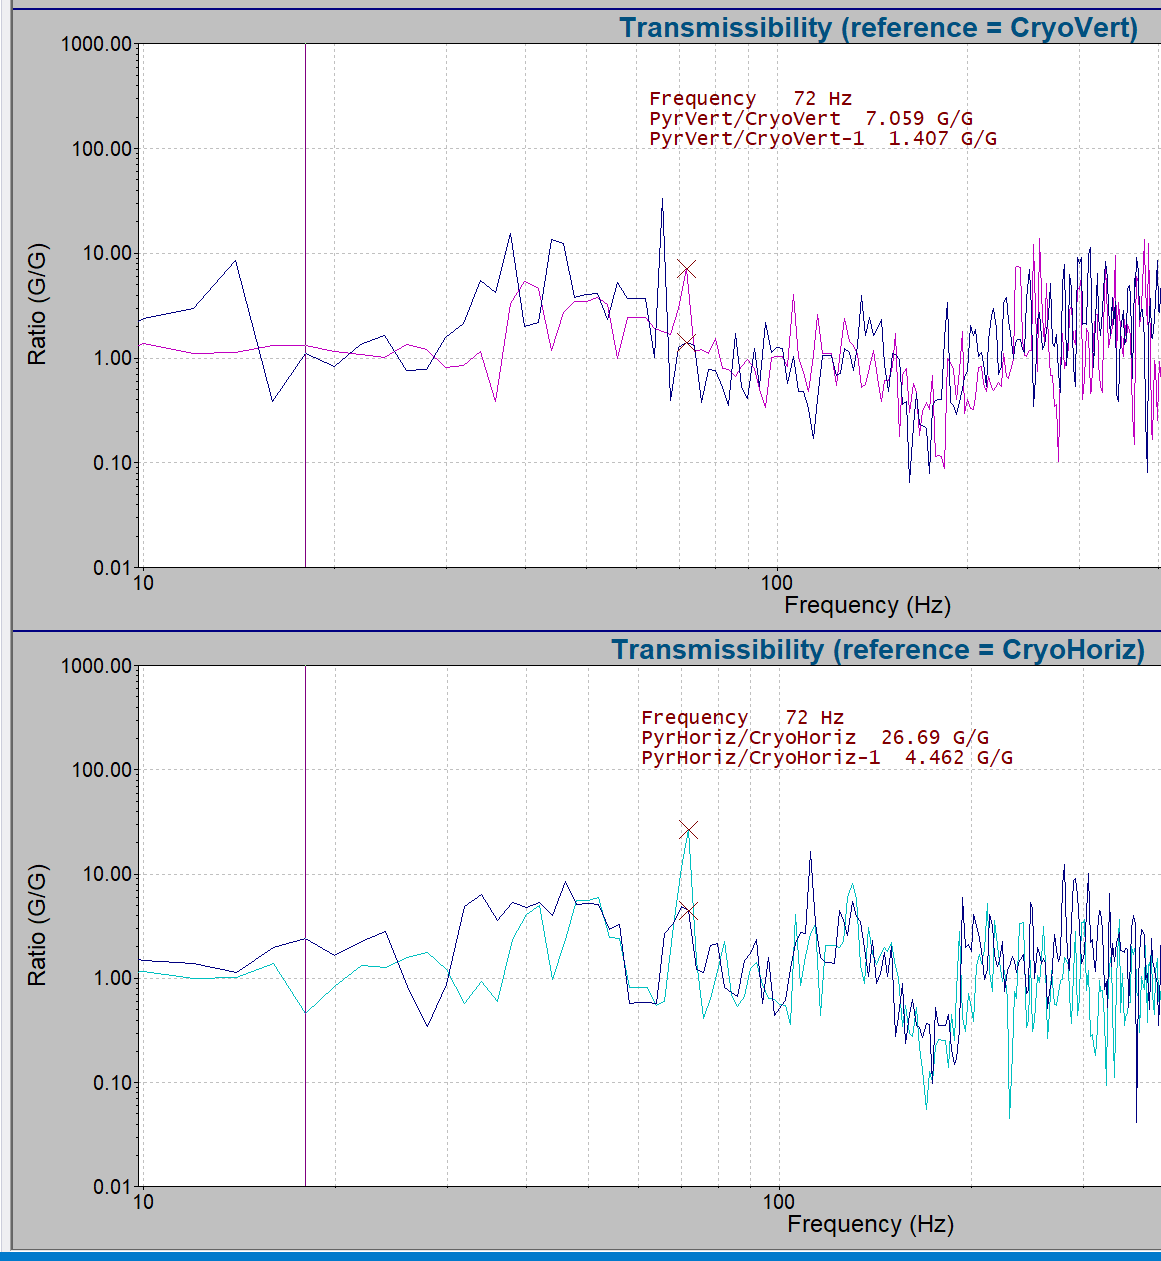 Transmissibility (reference = CryoVert)
1000.00
100.00
10.00
1.00
0.10
0.01
Ratio (G/G)
Frequency 72 Hz
PyrVert/CryoVert 7.059 G/G
PyrVert/CryoVert-1 1.407 G/G
10
100
Frequency (Hz)
Transmissibility (reference = CryoHoriz)
1000.00
100.00
10.00
1.00
0.10
0.01
Ratio (G/G)
Frequency 72 Hz
PyrHoriz/CryoHoriz 26.69 G/G
PyrHoriz/CryoHoriz-1 4.462 G/G
10
100
Frequency (Hz)